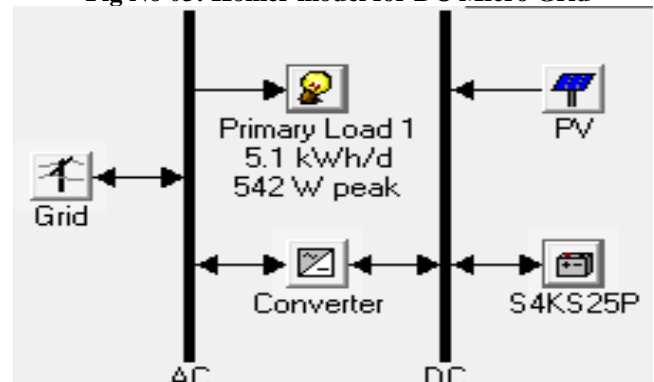 Fig No 03: Homer model for DC Micro Grid
Primary Load 1
5.1 kWh/d
542 W peak
PV
Grid
Converter
S4KS25P
AC
DC